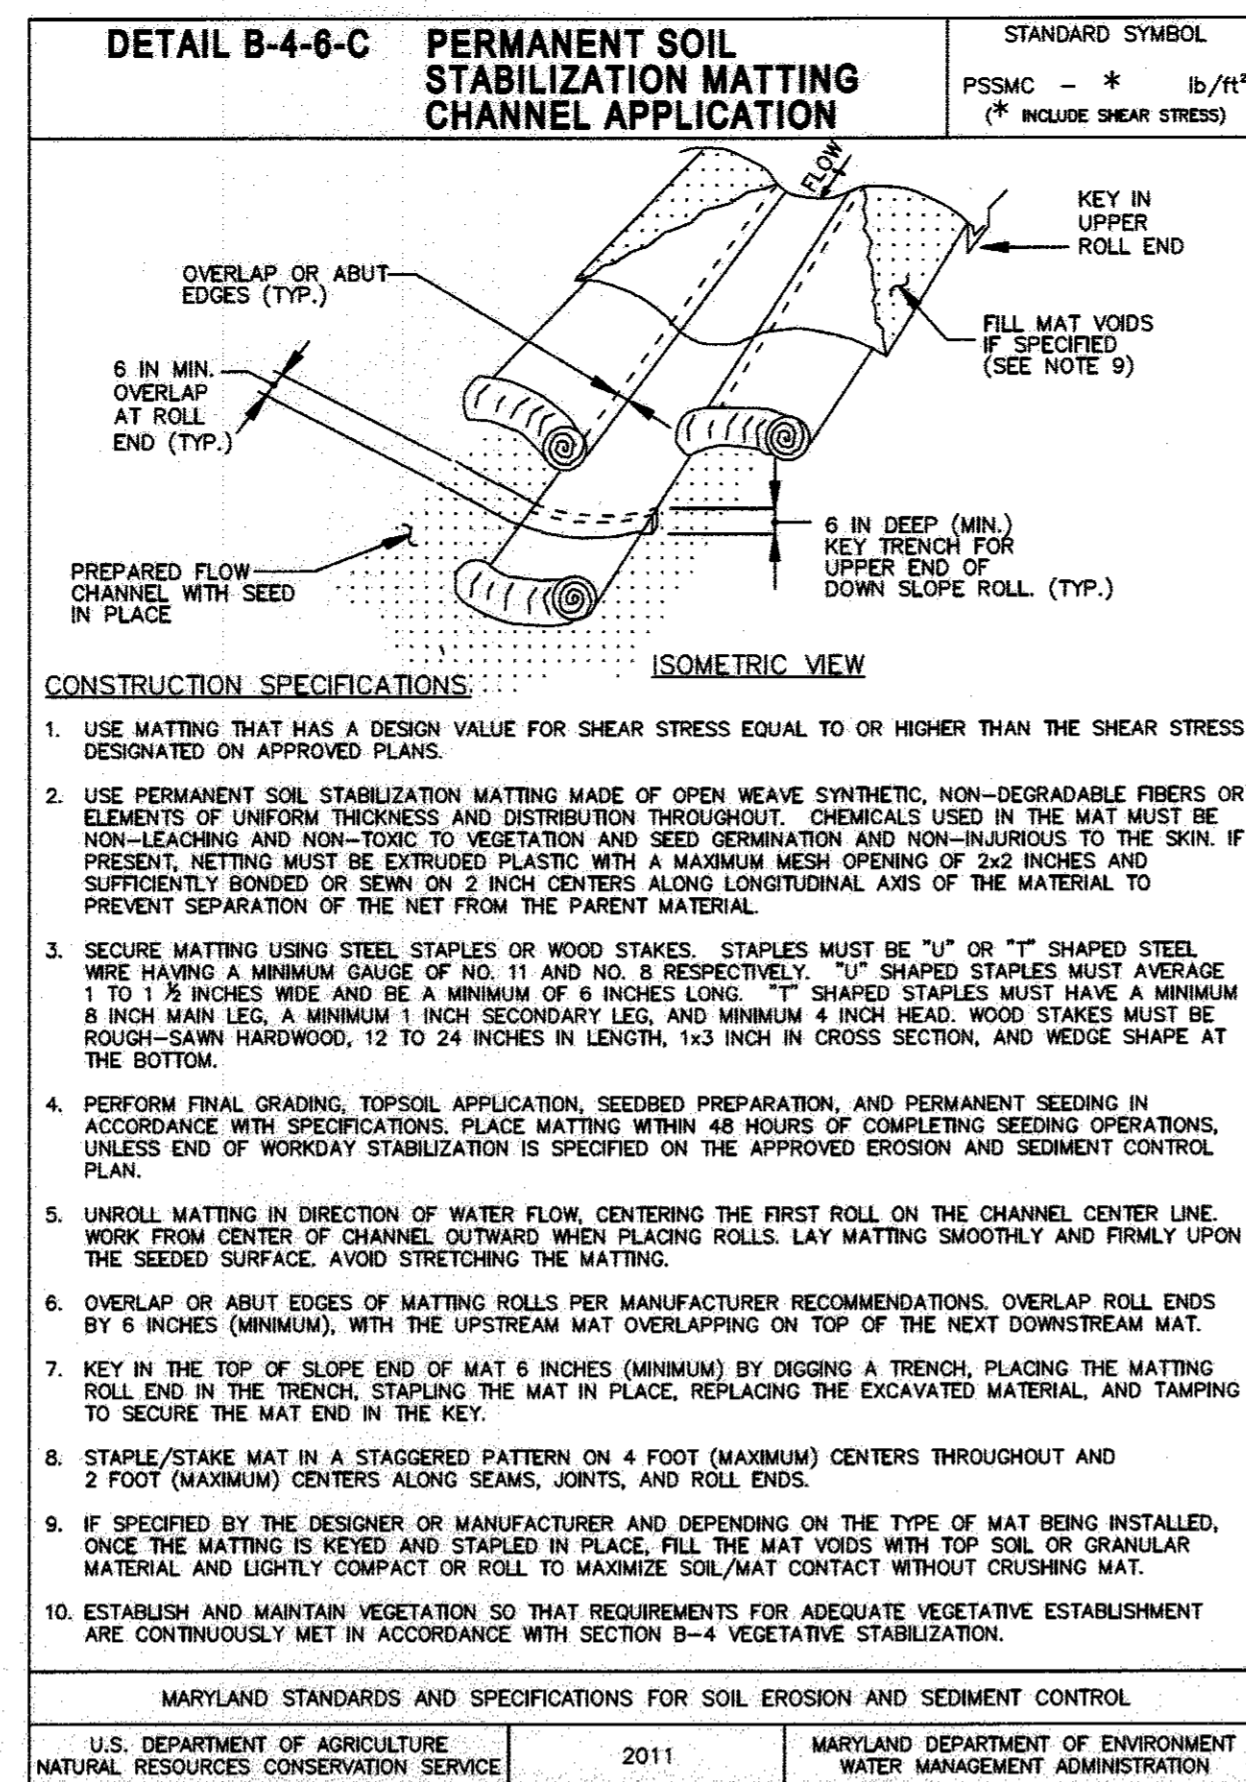 DETAIL B-4-6-C PERMANENT SOIL
STABILIZATION MATTING
CHANNEL APPLICATION
STANDARD SYMBOL
PSSMC - * lb/ft²
(* INCLUDE SHEAR STRESS)
FLOW
KEY IN
UPPER
ROLL END
OVERLAP OR ABUT
EDGES (TYP.)
FILL MAT VOIDS
IF SPECIFIED
(SEE NOTE 9)
6 IN MIN.
OVERLAP
AT ROLL
END (TYP.)
6 IN DEEP (MIN.)
KEY TRENCH FOR
UPPER END OF
DOWN SLOPE ROLL. (TYP.)
PREPARED FLOW
CHANNEL WITH SEED
IN PLACE
ISOMETRIC VIEW
CONSTRUCTION SPECIFICATIONS:
1. USE MATTING THAT HAS A DESIGN VALUE FOR SHEAR STRESS EQUAL TO OR HIGHER THAN THE SHEAR STRESS
DESIGNATED ON APPROVED PLANS.
2. USE PERMANENT SOIL STABILIZATION MATTING MADE OF OPEN WEAVE SYNTHETIC, NON-DEGRADABLE FIBERS OR
ELEMENTS OF UNIFORM THICKNESS AND DISTRIBUTION THROUGHOUT. CHEMICALS USED IN THE MAT MUST BE
NON-LEACHING AND NON-TOXIC TO VEGETATION AND SEED GERMINATION AND NON-INJURIOUS TO THE SKIN. IF
PRESENT, NETTING MUST BE EXTRUDED PLASTIC WITH A MAXIMUM MESH OPENING OF 2x2 INCHES AND
SUFFICIENTLY BONDED OR SEWN ON 2 INCH CENTERS ALONG LONGITUDINAL AXIS OF THE MATERIAL TO
PREVENT SEPARATION OF THE NET FROM THE PARENT MATERIAL.
3. SECURE MATTING USING STEEL STAPLES OR WOOD STAKES. STAPLES MUST BE "U" OR "T" SHAPED STEEL
WIRE HAVING A MINIMUM GAUGE OF NO. 11 AND NO. 8 RESPECTIVELY. "U" SHAPED STAPLES MUST AVERAGE
1 TO 1 ½ INCHES WIDE AND BE A MINIMUM OF 6 INCHES LONG. "T" SHAPED STAPLES MUST HAVE A MINIMUM
8 INCH MAIN LEG, A MINIMUM 1 INCH SECONDARY LEG, AND MINIMUM 4 INCH HEAD. WOOD STAKES MUST BE
ROUGH-SAWN HARDWOOD, 12 TO 24 INCHES IN LENGTH, 1x3 INCH IN CROSS SECTION, AND WEDGE SHAPE AT
THE BOTTOM.
4. PERFORM FINAL GRADING, TOPSOIL APPLICATION, SEEDBED PREPARATION, AND PERMANENT SEEDING IN
ACCORDANCE WITH SPECIFICATIONS. PLACE MATTING WITHIN 48 HOURS OF COMPLETING SEEDING OPERATIONS,
UNLESS END OF WORKDAY STABILIZATION IS SPECIFIED ON THE APPROVED EROSION AND SEDIMENT CONTROL
PLAN.
5. UNROLL MATTING IN DIRECTION OF WATER FLOW, CENTERING THE FIRST ROLL ON THE CHANNEL CENTER LINE.
WORK FROM CENTER OF CHANNEL OUTWARD WHEN PLACING ROLLS. LAY MATTING SMOOTHLY AND FIRMLY UPON
THE SEEDED SURFACE. AVOID STRETCHING THE MATTING.
6. OVERLAP OR ABUT EDGES OF MATTING ROLLS PER MANUFACTURER RECOMMENDATIONS. OVERLAP ROLL ENDS
BY 6 INCHES (MINIMUM), WITH THE UPSTREAM MAT OVERLAPPING ON TOP OF THE NEXT DOWNSTREAM MAT.
7. KEY IN THE TOP OF SLOPE END OF MAT 6 INCHES (MINIMUM) BY DIGGING A TRENCH, PLACING THE MATTING
ROLL END IN THE TRENCH, STAPLING THE MAT IN PLACE, REPLACING THE EXCAVATED MATERIAL, AND TAMPING
TO SECURE THE MAT END IN THE KEY.
8. STAPLE/STAKE MAT IN A STAGGERED PATTERN ON 4 FOOT (MAXIMUM) CENTERS THROUGHOUT AND
2 FOOT (MAXIMUM) CENTERS ALONG SEAMS, JOINTS, AND ROLL ENDS.
9. IF SPECIFIED BY THE DESIGNER OR MANUFACTURER AND DEPENDING ON THE TYPE OF MAT BEING INSTALLED,
ONCE THE MATTING IS KEYED AND STAPLED IN PLACE, FILL THE MAT VOIDS WITH TOP SOIL OR GRANULAR
MATERIAL AND LIGHTLY COMPACT OR ROLL TO MAXIMIZE SOIL/MAT CONTACT WITHOUT CRUSHING MAT.
10. ESTABLISH AND MAINTAIN VEGETATION SO THAT REQUIREMENTS FOR ADEQUATE VEGETATIVE ESTABLISHMENT
ARE CONTINUOUSLY MET IN ACCORDANCE WITH SECTION B-4 VEGETATIVE STABILIZATION.
MARYLAND STANDARDS AND SPECIFICATIONS FOR SOIL EROSION AND SEDIMENT CONTROL
U.S. DEPARTMENT OF AGRICULTURE
NATURAL RESOURCES CONSERVATION SERVICE
2011
MARYLAND DEPARTMENT OF ENVIRONMENT
WATER MANAGEMENT ADMINISTRATION